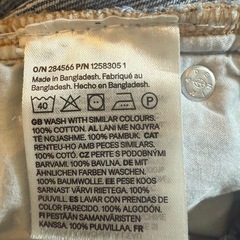 O/N 284566 P/N 12583051
Made in Bangladesh. Fabriqué au
Bangladesh. Hecho en Bangladesh.
40
GB WASH WITH SIMILAR COLOURS.
100% COTTON. AL LANI ME NGJYRA
TË NGJASHME. 100% PAMBUK. CAT
RENTEU-HO AMB PECES SIMILARS.
100% COTÓ. CZ PERTE S PODOBNÝMI
BARVAMI. 100% BAVLNA. DE MIT
ÄHNLICHEN FARBEN WASCHEN.
100% BAUMWOLLE. EE PESE KOOS
SARNAST VÄRVI RIIETEGA. 100%
PUUVILL. ES LAVAR CON PRENDAS DE
COLOR PARECIDO. 100% ALGODÓN.
FI PESTÄÄN SAMANVÄRISTEN
KANSSA. 100% PUUVILLAA. FR